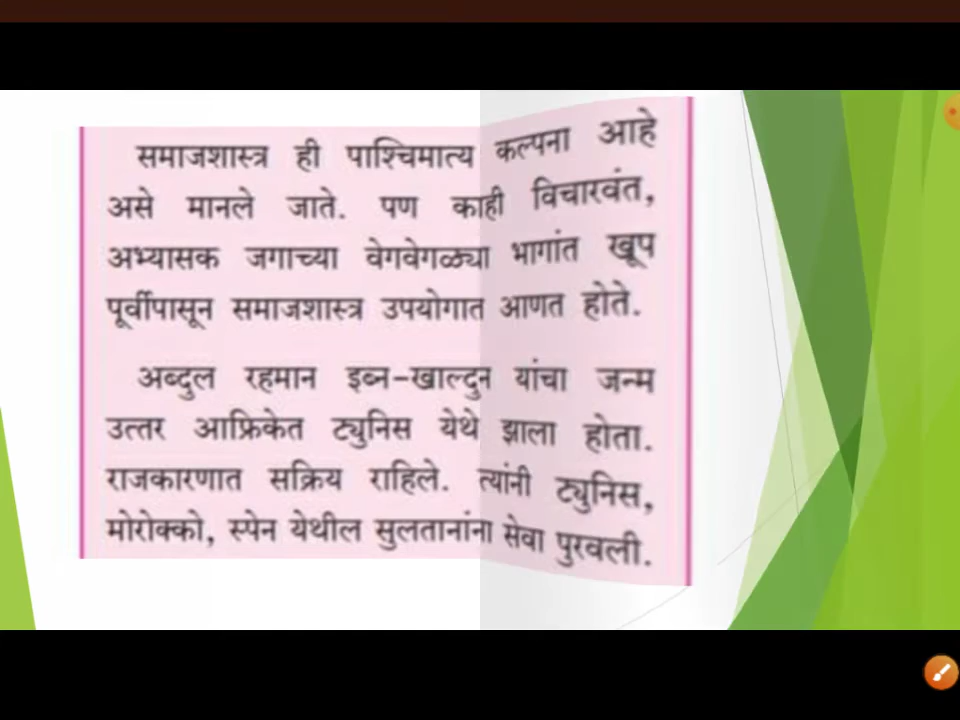 समाजशास्त्र ही पाश्चिमात्य कल्पना आहे
असे मानले जाते. पण काही विचारवंत,
अभ्यासक जगाच्या वेगवेगळ्या भागांत खूप
पूर्वीपासून समाजशास्त्र उपयोगात आणत होते.
अब्दुल रहमान इब्न-खाल्दुन यांचा जन्म
उत्तर आफ्रिकेत ट्युनिस येथे झाला होता.
राजकारणात सक्रिय राहिले. त्यांनी ट्युनिस,
मोरोक्को, स्पेन येथील सुलतानांना सेवा पुरवली.